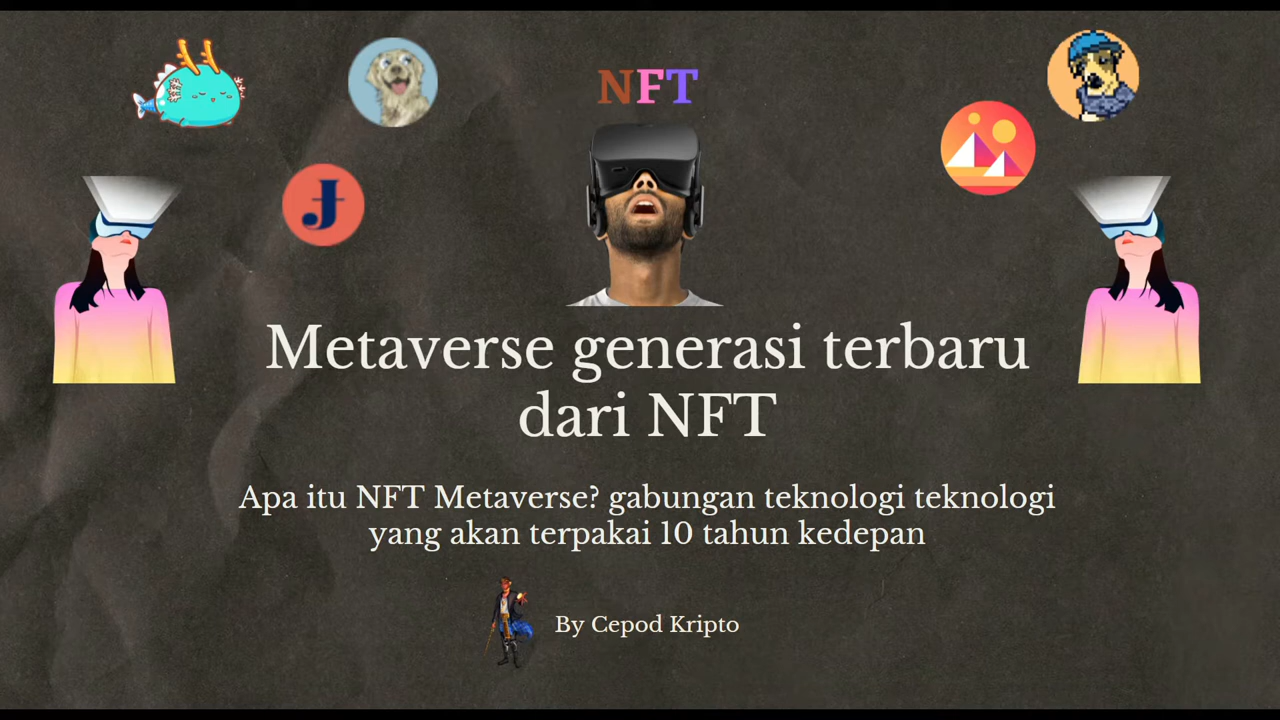 NFT
J
Metaverse generasi terbaru
dari NFT
Apa itu NFT Metaverse? gabungan teknologi teknologi
yang akan terpakai 10 tahun kedepan
By Cepod Kripto